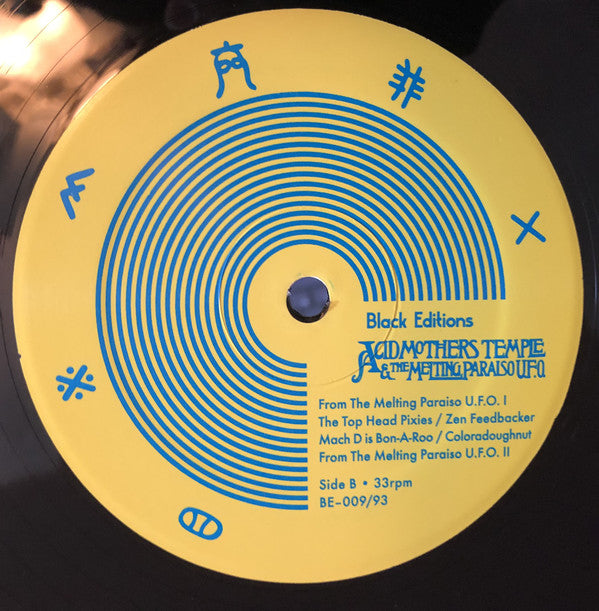 Black Editions
ACID MOTHERS TEMPLE
& THE MELTING PARAISO U.F.O.
From The Melting Paraiso U.F.O. I
The Top Head Pixies / Zen Feedbacker
Mach D is Bon-A-Roo / Coloradoughnut
From The Melting Paraiso U.F.O. II
Side B • 33rpm
BE–009/93